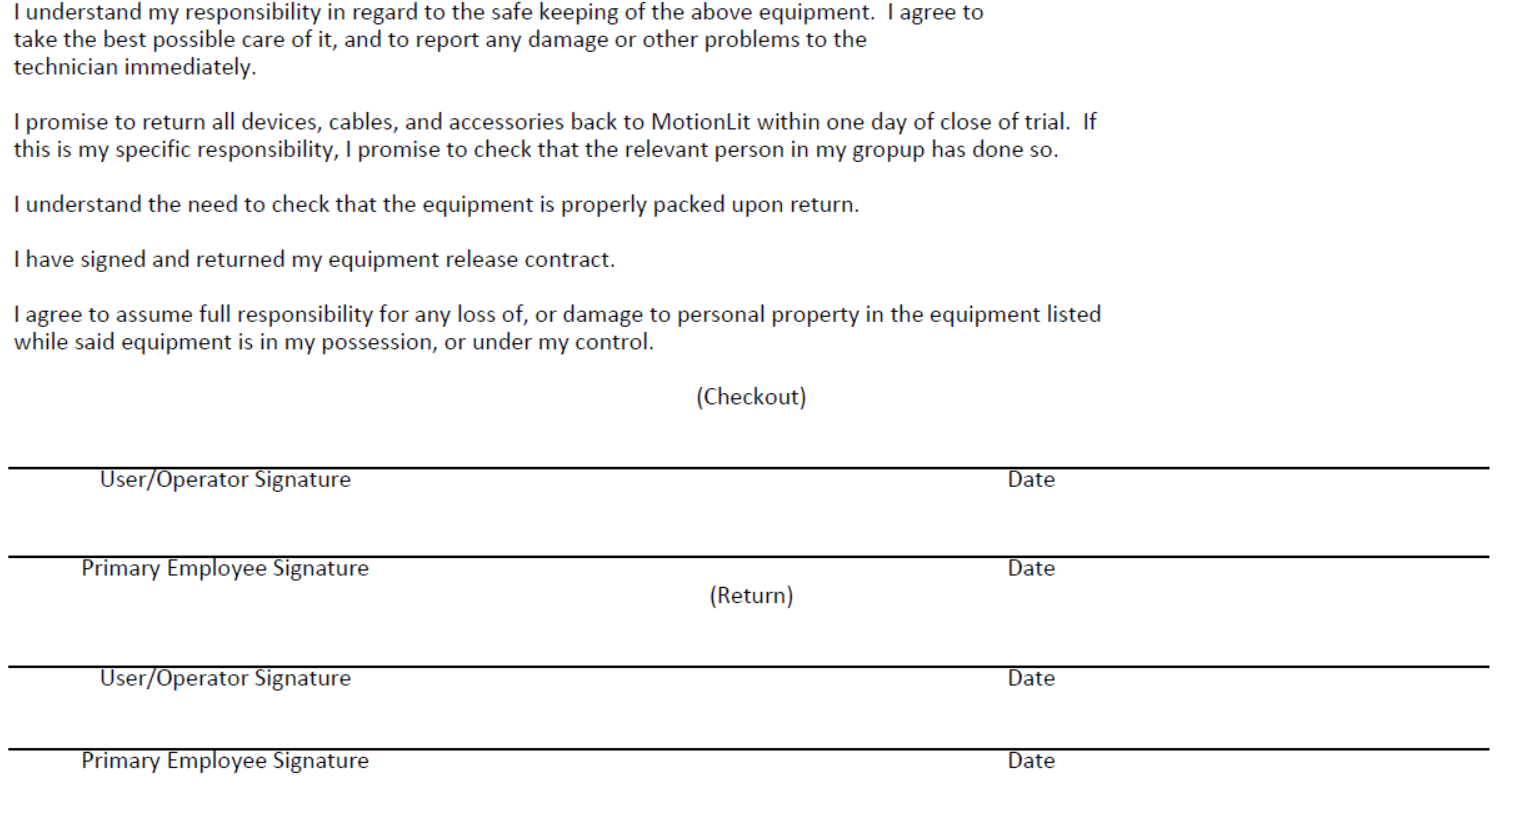 I understand my responsibility in regard to the safe keeping of the above equipment.  I agree to
take the best possible care of it, and to report any damage or other problems to the
technician immediately.
I promise to return all devices, cables, and accessories back to MotionLit within one day of close of trial.  If
this is my specific responsibility, I promise to check that the relevant person in my gropup has done so.
I understand the need to check that the equipment is properly packed upon return.
I have signed and returned my equipment release contract.
I agree to assume full responsibility for any loss of, or damage to personal property in the equipment listed
while said equipment is in my possession, or under my control.
(Checkout)
User/Operator Signature Date
Primary Employee Signature Date
(Return)
User/Operator Signature Date
Primary Employee Signature Date